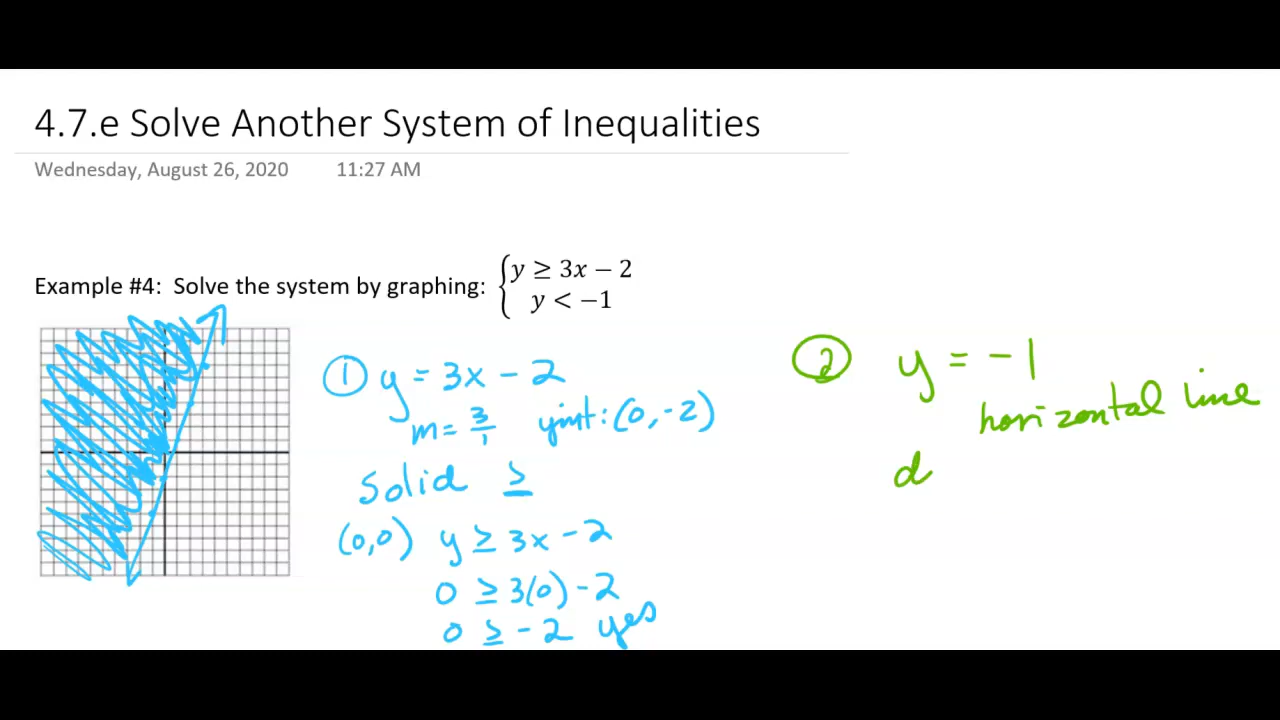 4.7.e Solve Another System of Inequalities
Wednesday, August 26, 2020 11:27 AM
Example #4: Solve the system by graphing: { y ≥ 3x − 2
y < −1
① y = 3x − 2
m = 3/1 yint: (0, -2)
Solid ≥
(0,0) y ≥ 3x − 2
0 ≥ 3(0) − 2
0 ≥ −2 yes
② y = −1
horizontal line
d